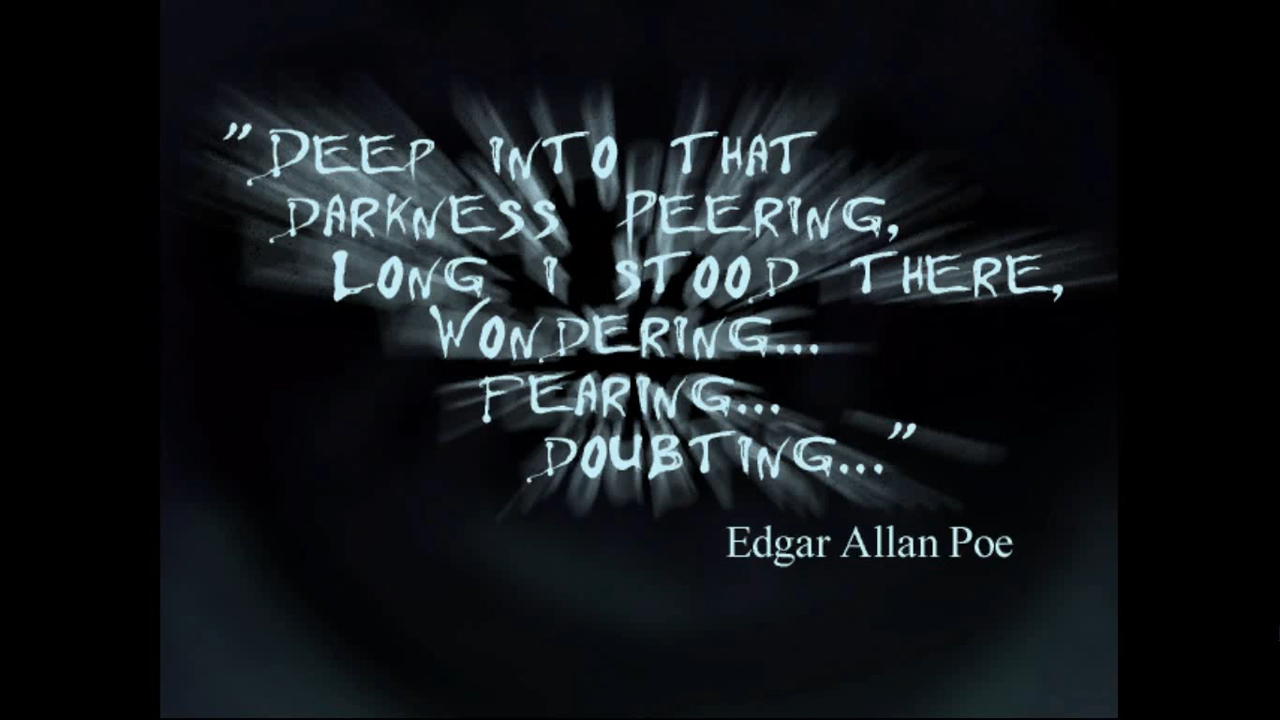 "DEEP INTO THAT
DARKNESS PEERING,
LONG I STOOD THERE,
WONDERING...
FEARING...
DOUBTING..."
Edgar Allan Poe